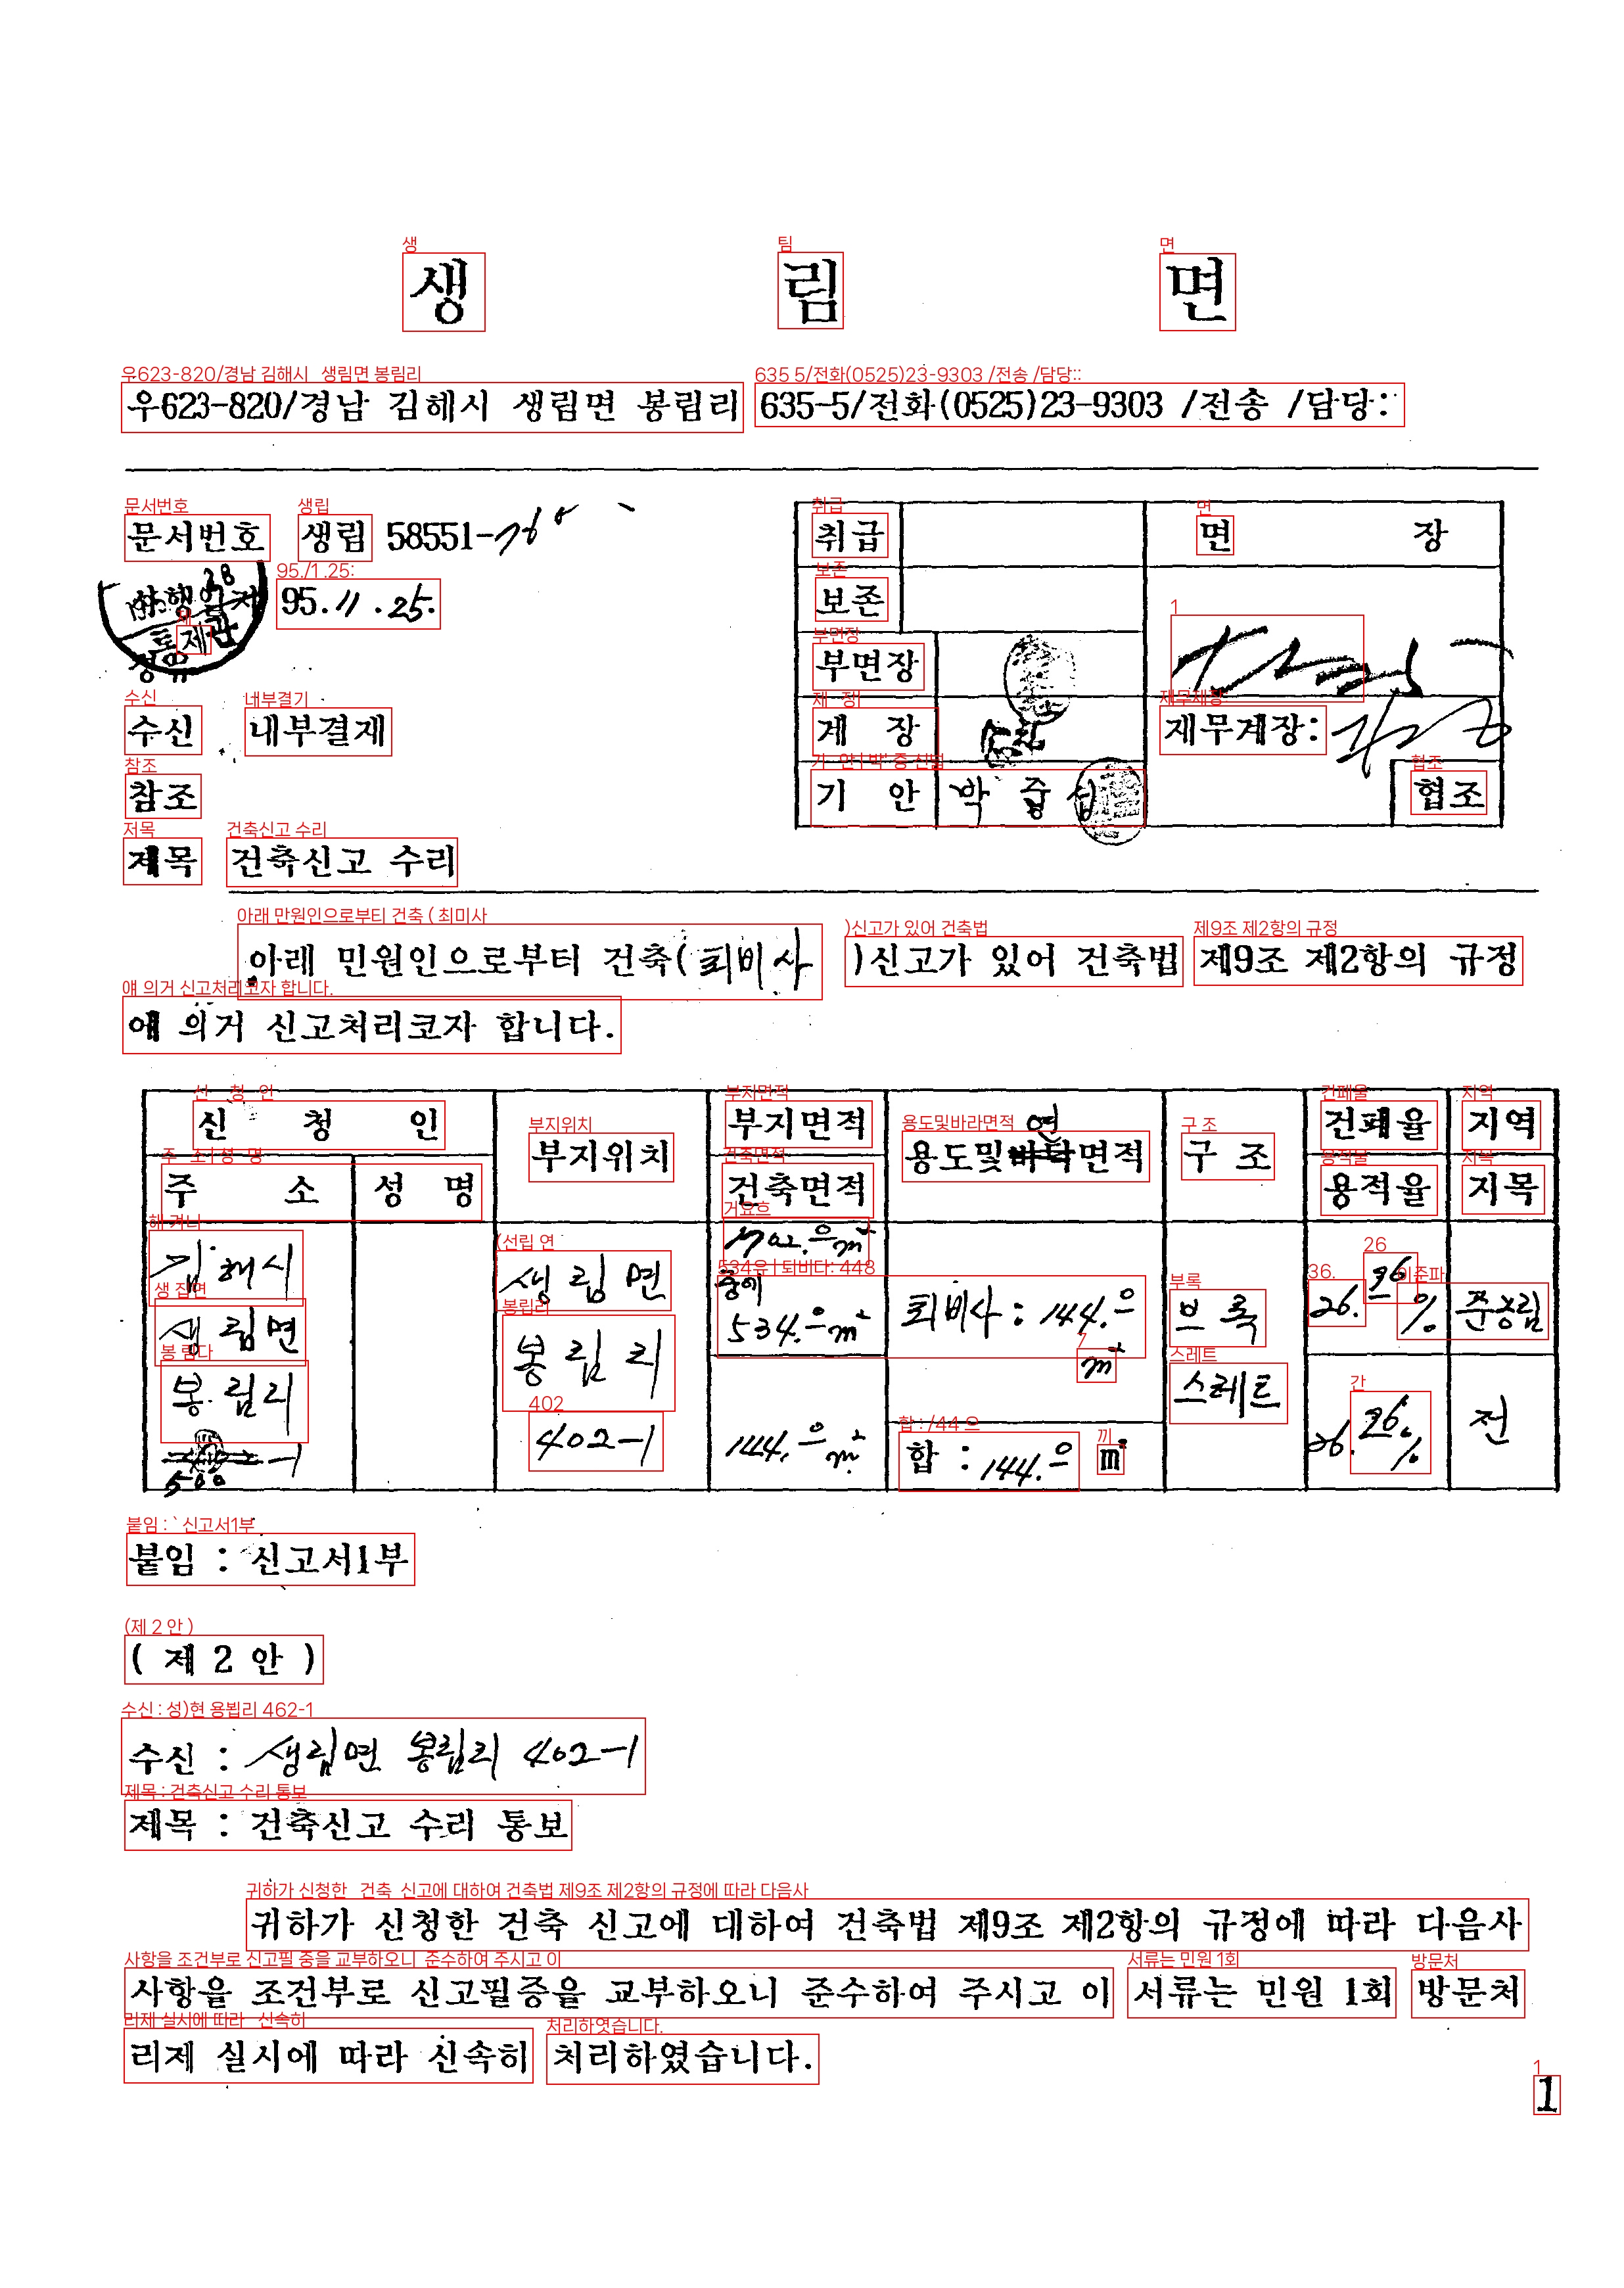 생 림 면
우623-820/경남 김해시 생림면 봉림리 635-5/전화(0525)23-9303 /전송 /담당:
문서번호 생림 58551-
95.11.25.
수신 내부결재
참조
제목 건축신고 수리
취급 면 장
보존
부면장
계 장 재무계장:
기 안 박 중 섭 협조
아래 민원인으로부터 건축(퇴비사 )신고가 있어 건축법 제9조 제2항의 규정
에 의거 신고처리코자 합니다.
신 청 인 부지위치 부지면적 용도및 연면적 구 조 건폐율 지역
주 소 성 명 건축면적 용적율 지목
김해시 생림면 봉림리
생림면 봉림리 402-1
중에 534.0m²
144.0m²
퇴비사 : 144.0m²
합 : 144.0 m²
브록 스레트
26. %
26. %
준농림
전
붙임 : 신고서1부
( 제 2 안 )
수신 : 생림면 봉림리 402-1
제목 : 건축신고 수리 통보
귀하가 신청한 건축 신고에 대하여 건축법 제9조 제2항의 규정에 따라 다음사
사항을 조건부로 신고필증을 교부하오니 준수하여 주시고 이 서류는 민원 1회 방문처
리제 실시에 따라 신속히 처리하였습니다.
1